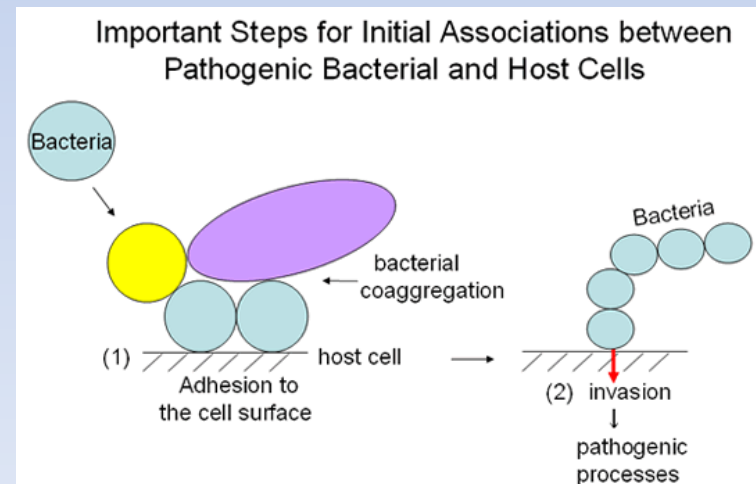 Important Steps for Initial Associations between
Pathogenic Bacterial and Host Cells
Bacteria
bacterial
coaggregation
(1)
host cell
Adhesion to
the cell surface
Bacteria
(2) invasion
pathogenic
processes